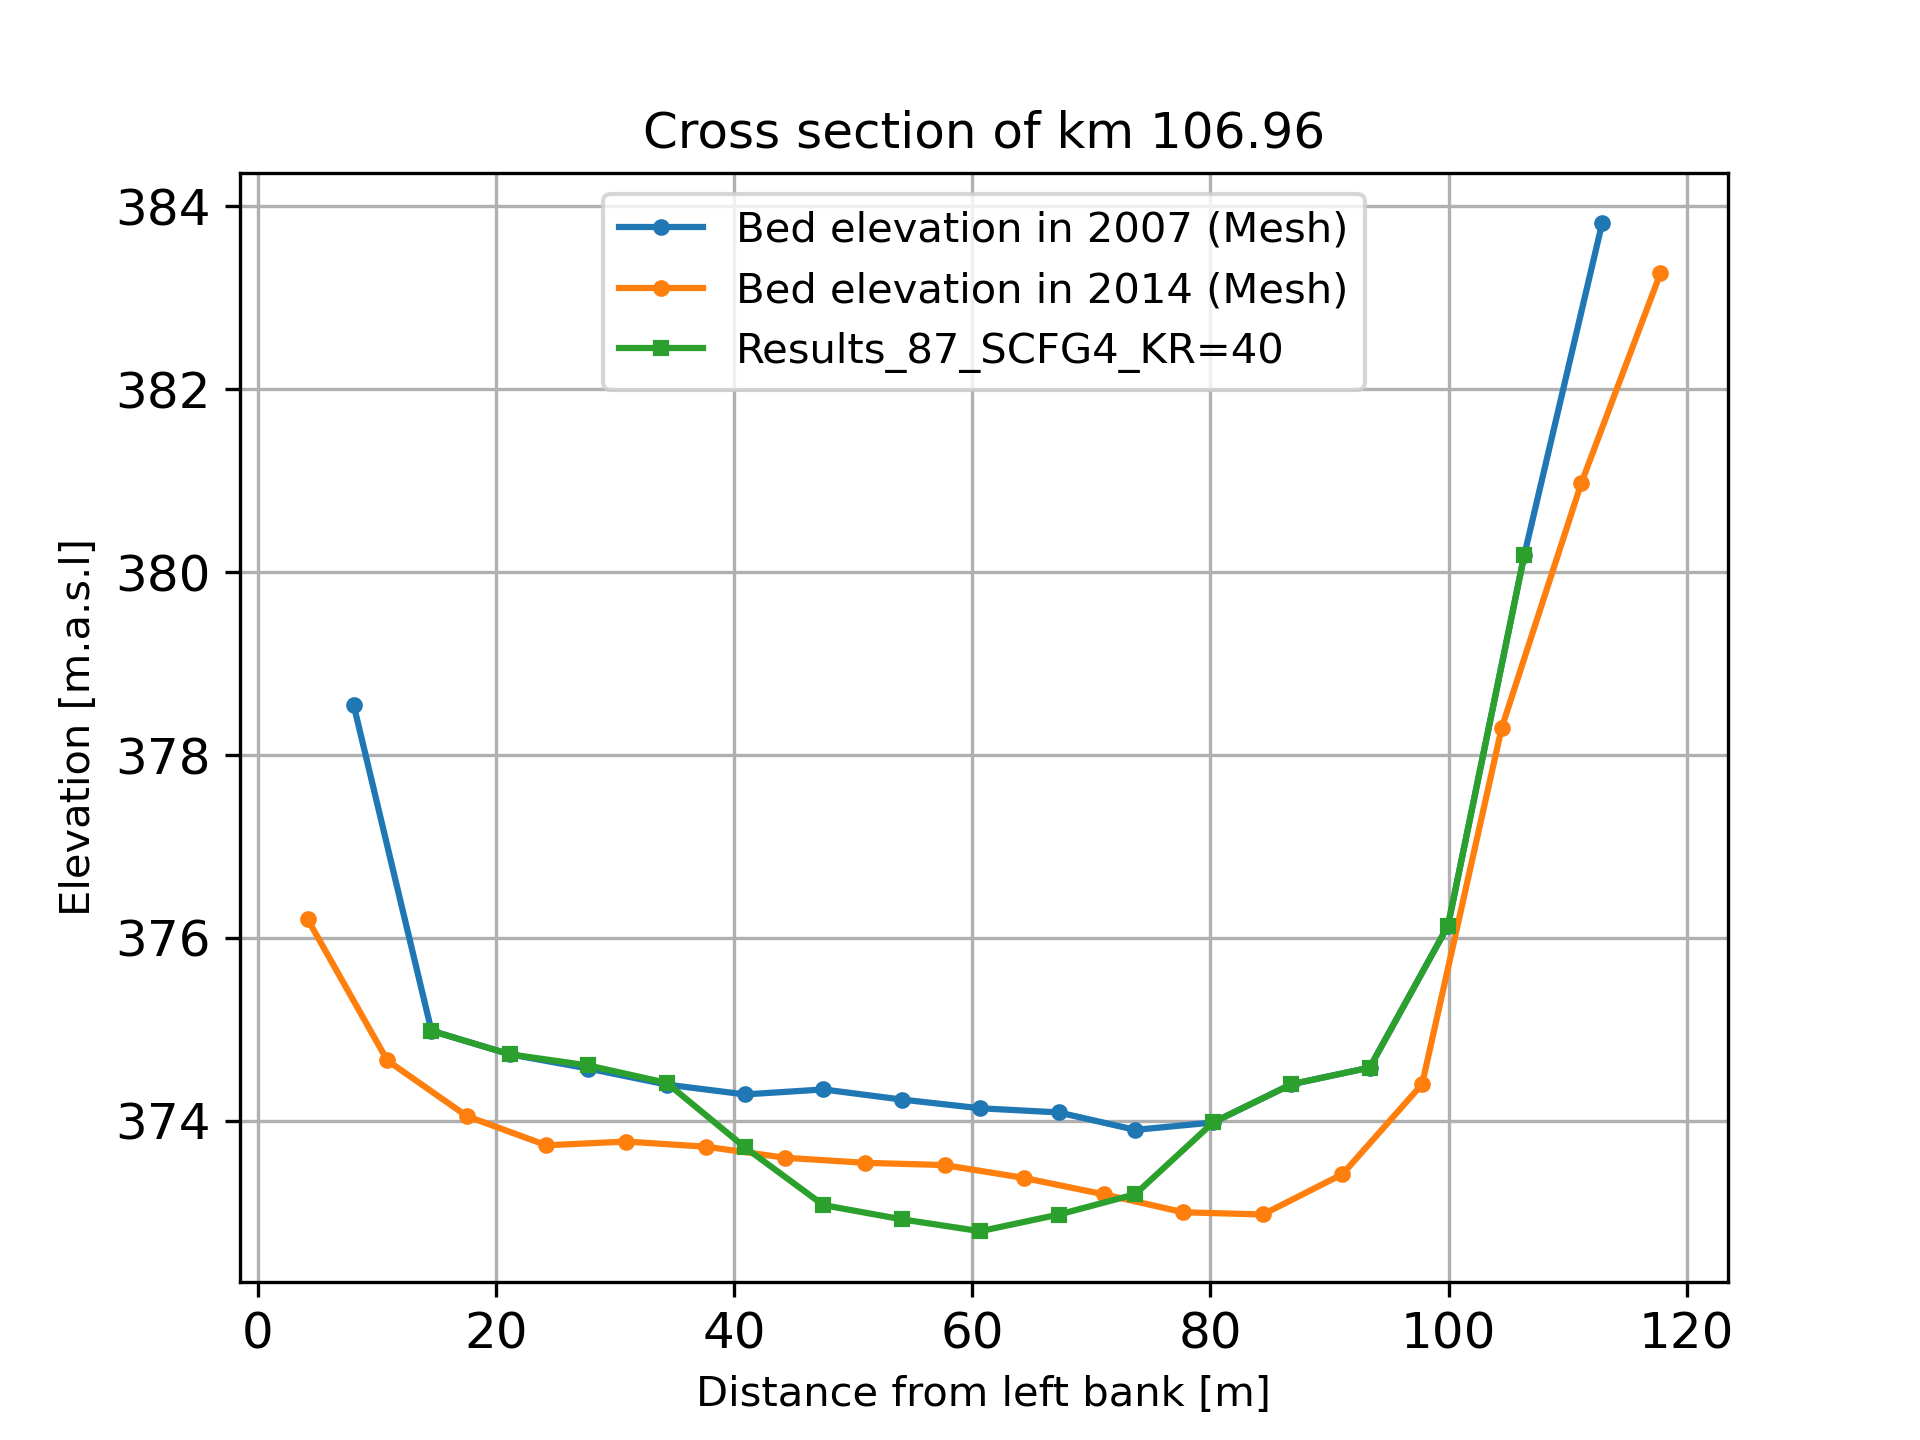 Cross section of km 106.96
Bed elevation in 2007 (Mesh)
Bed elevation in 2014 (Mesh)
Results_87_SCFG4_KR=40
384
382
380
378
376
374
Elevation [m.a.s.l]
0 20 40 60 80 100 120
Distance from left bank [m]